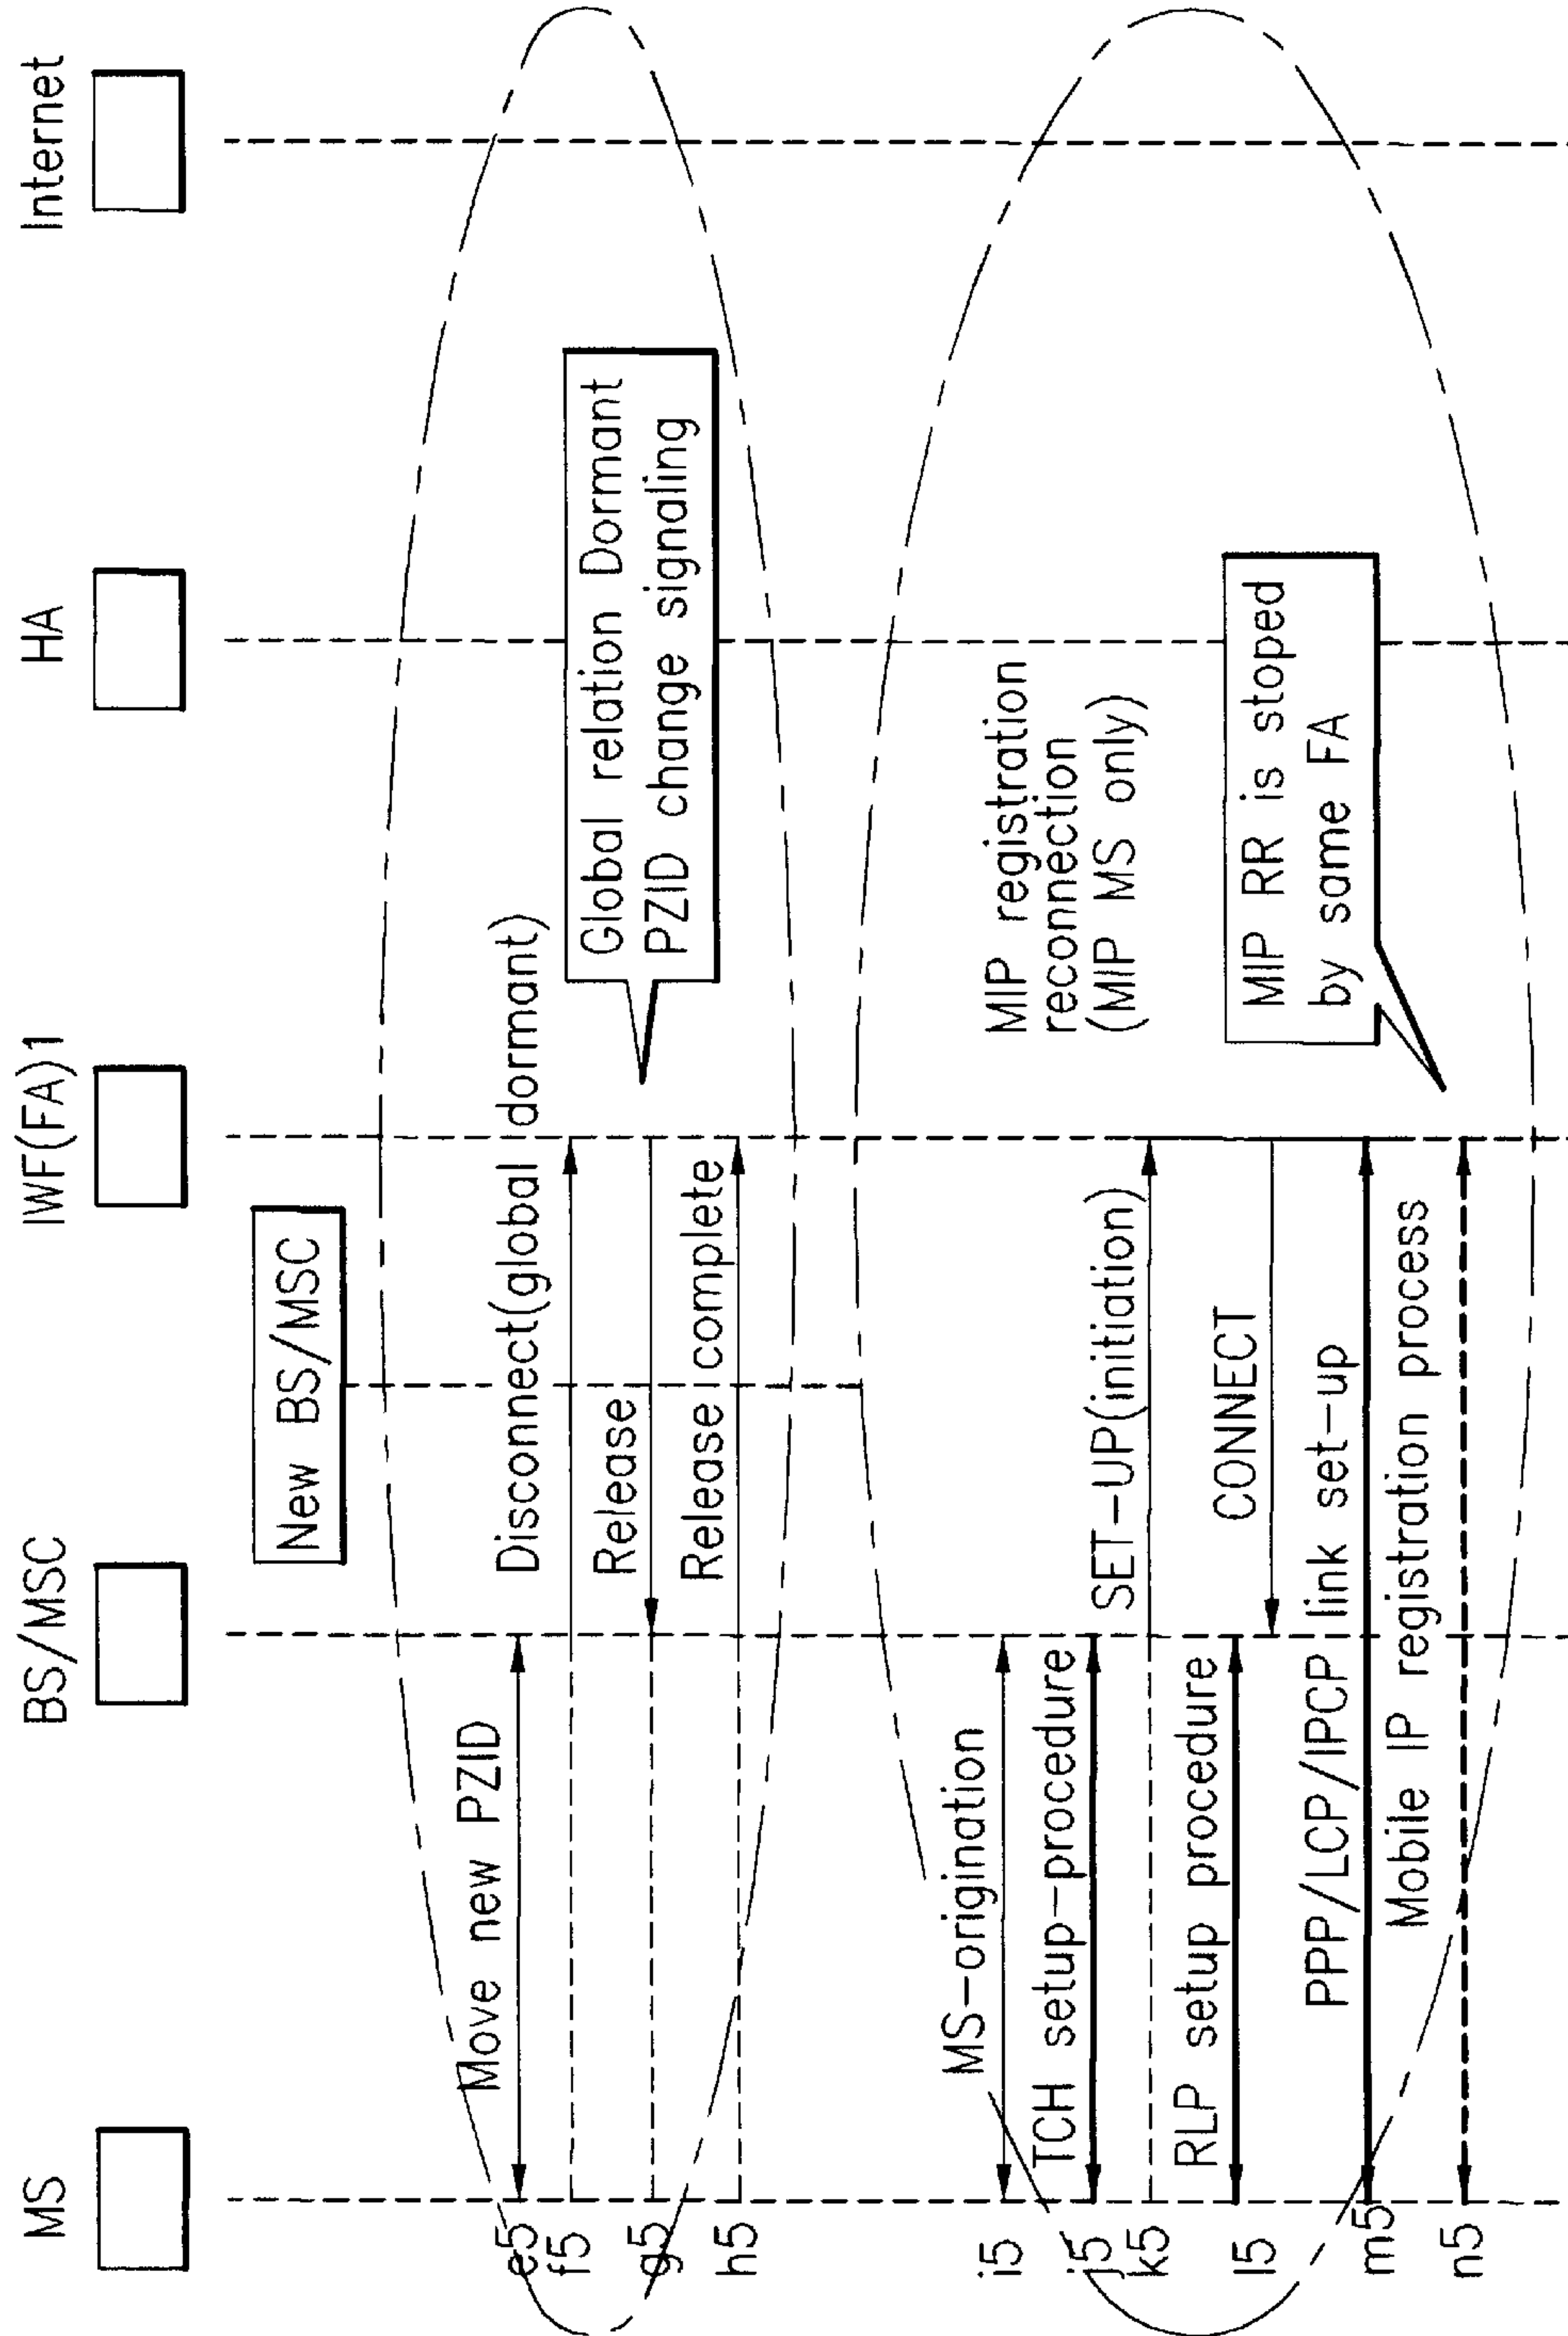 MS
BS/MSC
IWF(FA)1
HA
Internet
New BS/MSC
e5
Move new PZID
f5
Disconnect(global dormant)
g5
Release
Global relation Dormant
PZID change signaling
h5
Release complete
i5
MS-origination
MIP registration
reconnection
(MIP MS only)
j5
TCH setup-procedure
k5
SET-UP(initiation)
l5
RLP setup procedure
CONNECT
MIP RR is stoped
by same FA
m5
PPP/LCP/IPCP link set-up
n5
Mobile IP registration process